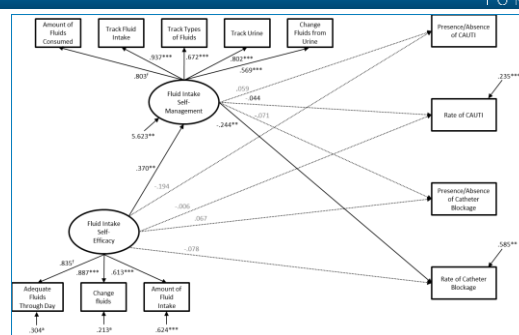 Amount of
Fluids
Consumed
Track Fluid
Intake
Track Types
of Fluids
Track Urine
Change
Fluids from
Urine
Presence/Absence
of CAUTI
.803†
.937***
.672***
.802***
.569***
Fluid Intake
Self-
Management
.059
-.044
-.071
-.244**
.235***
Rate of CAUTI
5.623**
.370**
-.194
-.006
.067
-.078
Presence/Absence
of Catheter
Blockage
Fluid Intake
Self-
Efficacy
.835†
.887***
.613***
.585**
Rate of Catheter
Blockage
Adequate
Fluids
Through Day
Change
fluids
Amount of
Fluid
Intake
.304*
.213*
.624***